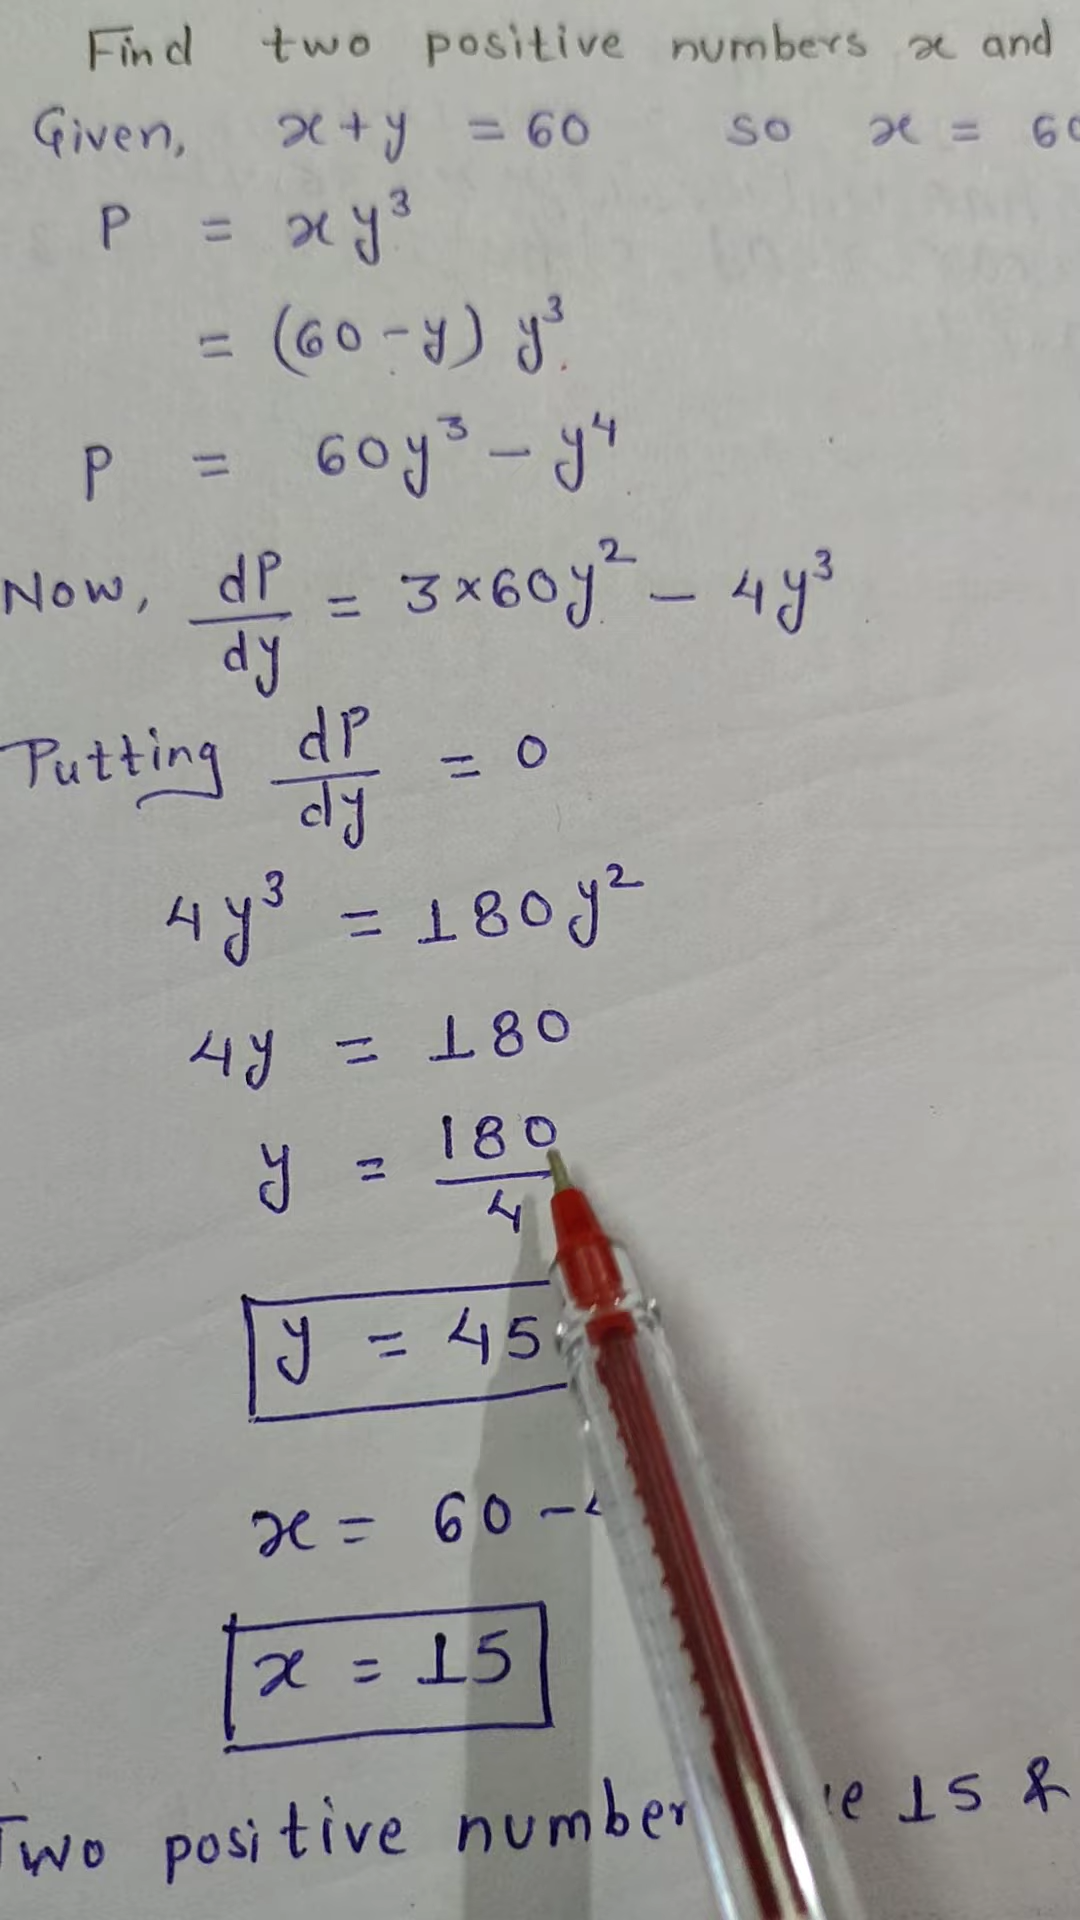 Find two positive numbers x and
Given, x+y = 60 so x = 60
P = xy³
= (60-y) y³
P = 60y³ - y⁴
Now, dP/dy = 3×60y² - 4y³
Putting dP/dy = 0
4y³ = 180y²
4y = 180
y = 180/4
y = 45
x = 60 -
x = 15
Two positive number 15 &